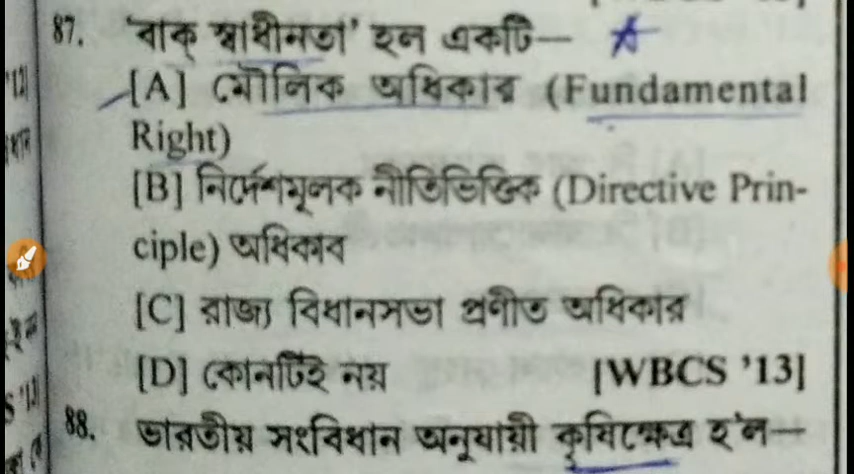 87. 'বাক্ স্বাধীনতা' হল একটি—
[A] মৌলিক অধিকার (Fundamental
Right)
[B] নির্দেশমূলক নীতিভিত্তিক (Directive Prin-
ciple) অধিকার
[C] রাজ্য বিধানসভা প্রণীত অধিকার
[D] কোনটিই নয় [WBCS '13]
88. ভারতীয় সংবিধান অনুযায়ী কৃষিক্ষেত্র হ'ল—